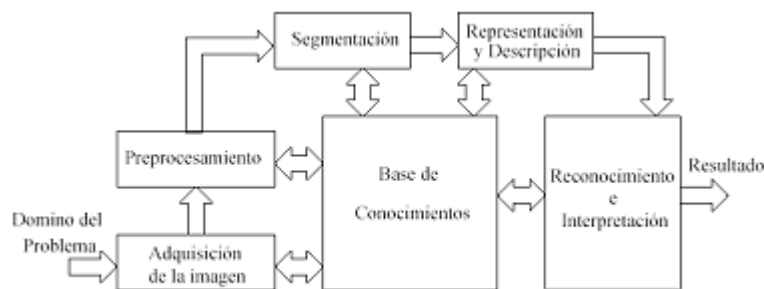 Segmentación
Representación
y Descripción
Preprocesamiento
Base de
Conocimientos
Reconocimiento
e
Interpretación
Resultado
Domino del
Problema
Adquisición
de la imagen